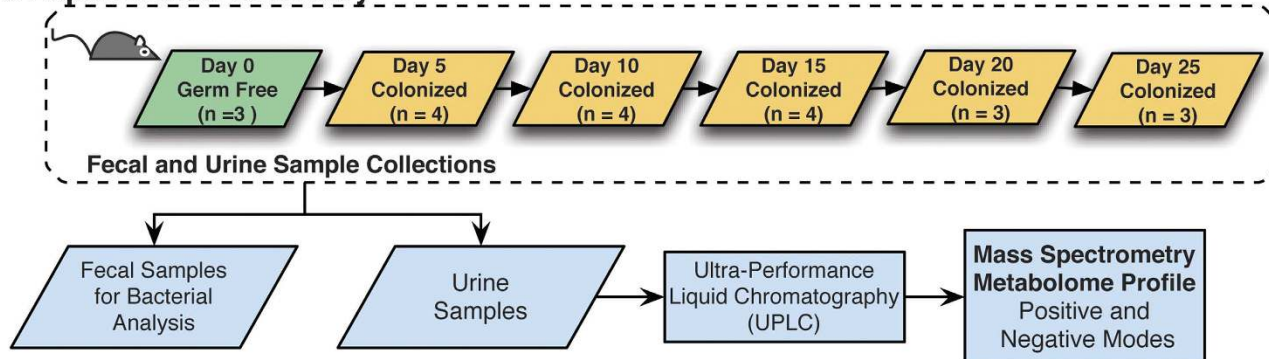 Day 0
Germ Free
(n =3 )
Day 5
Colonized
(n = 4)
Day 10
Colonized
(n = 4)
Day 15
Colonized
(n = 4)
Day 20
Colonized
(n = 3)
Day 25
Colonized
(n = 3)
Fecal and Urine Sample Collections
Fecal Samples
for Bacterial
Analysis
Urine
Samples
Ultra-Performance
Liquid Chromatography
(UPLC)
Mass Spectrometry
Metabolome Profile
Positive and
Negative Modes